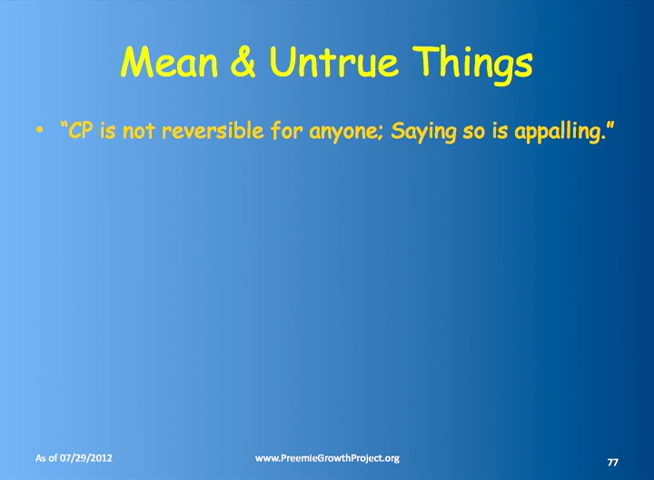 Mean & Untrue Things
• “CP is not reversible for anyone; Saying so is appalling.”
As of 07/29/2012
www.PreemieGrowthProject.org
77